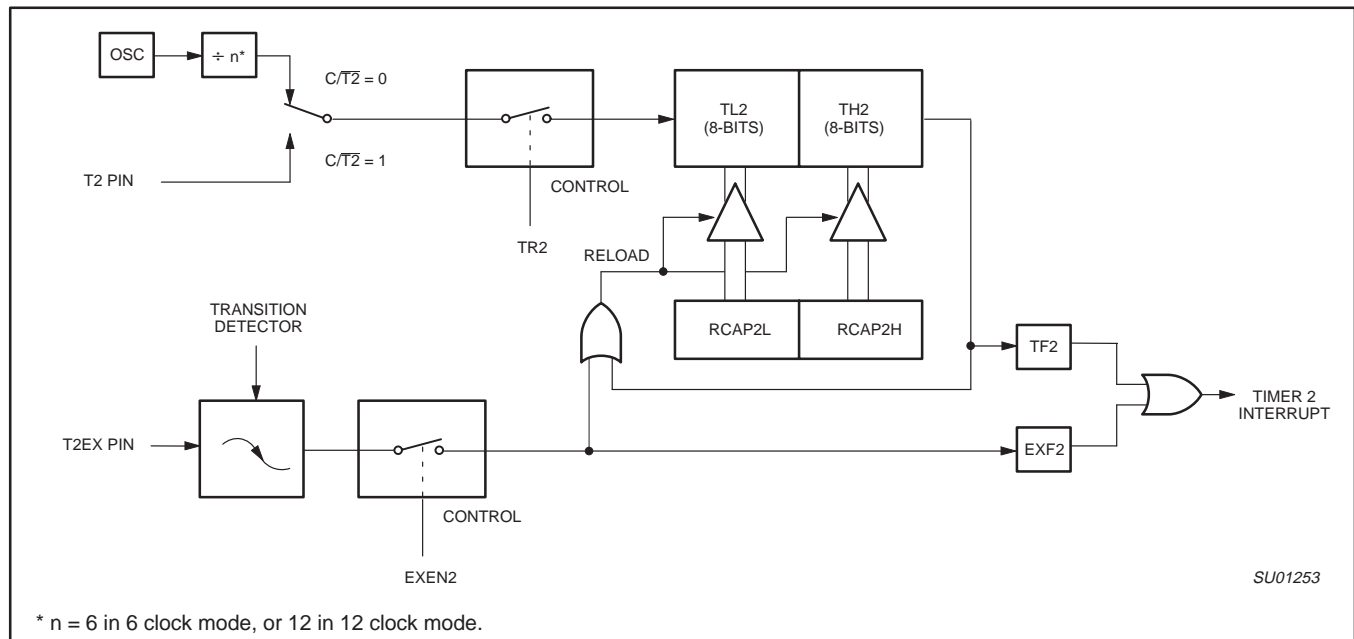 OSC
÷ n*
C/T̅2̅ = 0
C/T̅2̅ = 1
T2 PIN
CONTROL
TR2
TL2
(8-BITS)
TH2
(8-BITS)
RELOAD
TRANSITION
DETECTOR
RCAP2L
RCAP2H
TF2
TIMER 2
INTERRUPT
T2EX PIN
EXF2
CONTROL
EXEN2
SU01253
* n = 6 in 6 clock mode, or 12 in 12 clock mode.